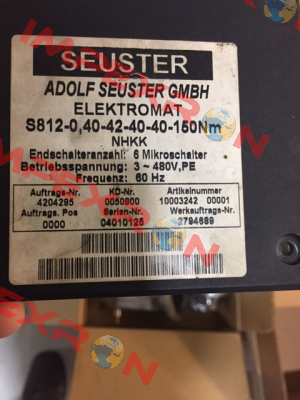 SEUSTER
ADOLF SEUSTER GMBH
ELEKTROMAT
S812-0,40-42-40-40-150Nm
NHKK
Endschalteranzahl: 6 Mikroschalter
Betriebsspannung: 3 ~ 480V,PE
Frequenz: 60 Hz
Auftrags-Nr. KD-Nr. Artikelnummer
4204295 0050900 10003242 00001
Auftrags. Pos Serien-Nr. Werkauftrags-Nr.
0000 04010126 2794689
IMEXRON